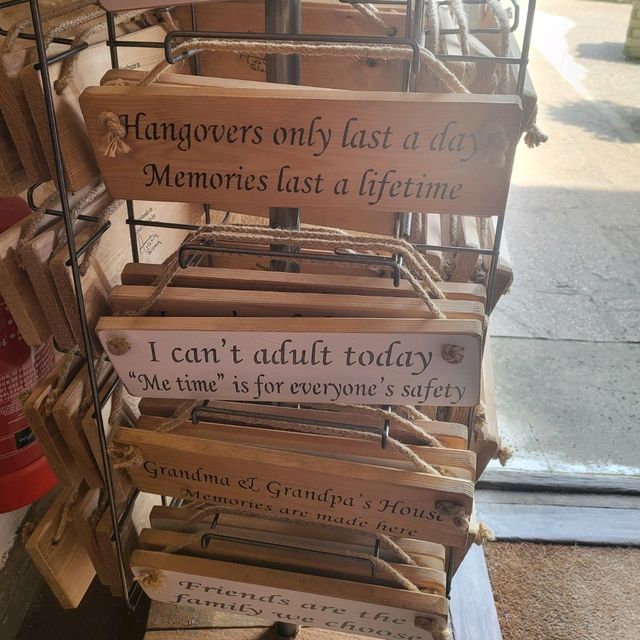 Hangovers only last a day
Memories last a lifetime
I can't adult today
"Me time" is for everyone's safety
Grandma & Grandpa's House
Memories are made here
Friends are the
family we choose